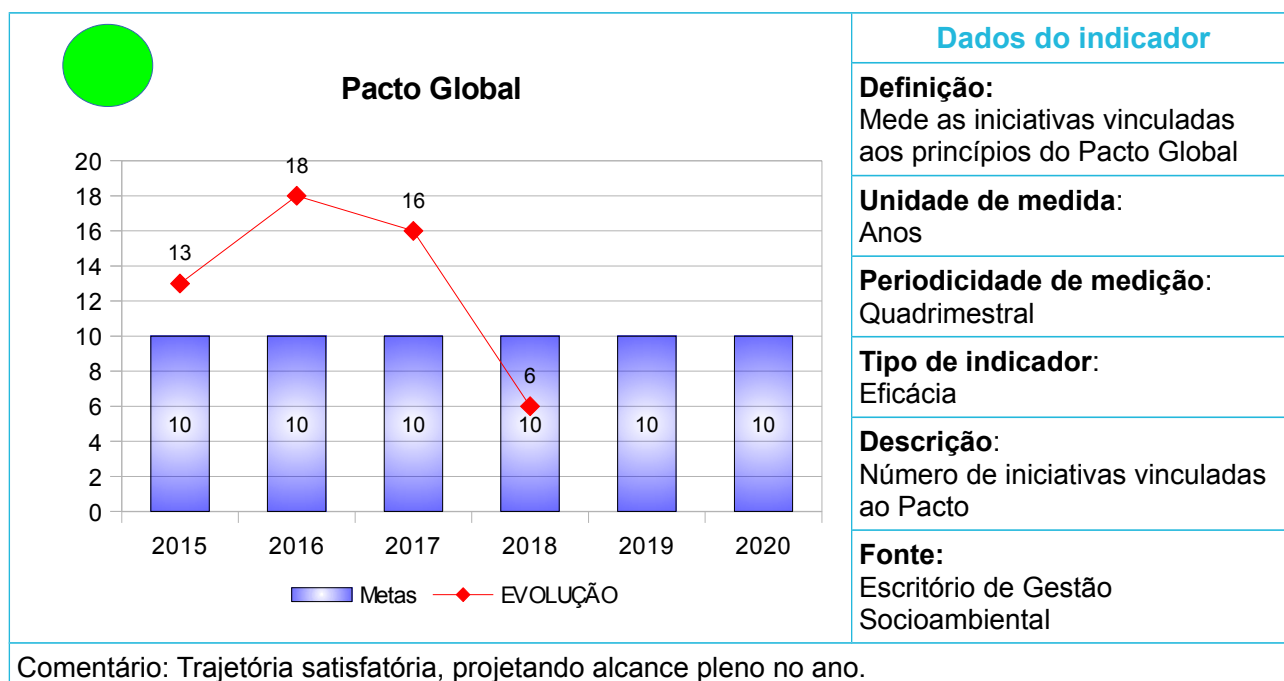 Pacto Global
20
18
16
14
12
10
8
6
4
2
0
13
18
16
6
10
10
10
10
10
10
2015
2016
2017
2018
2019
2020
Metas
EVOLUÇÃO
Dados do indicador
Definição:
Mede as iniciativas vinculadas
aos princípios do Pacto Global
Unidade de medida:
Anos
Periodicidade de medição:
Quadrimestral
Tipo de indicador:
Eficácia
Descrição:
Número de iniciativas vinculadas
ao Pacto
Fonte:
Escritório de Gestão
Socioambiental
Comentário: Trajetória satisfatória, projetando alcance pleno no ano.